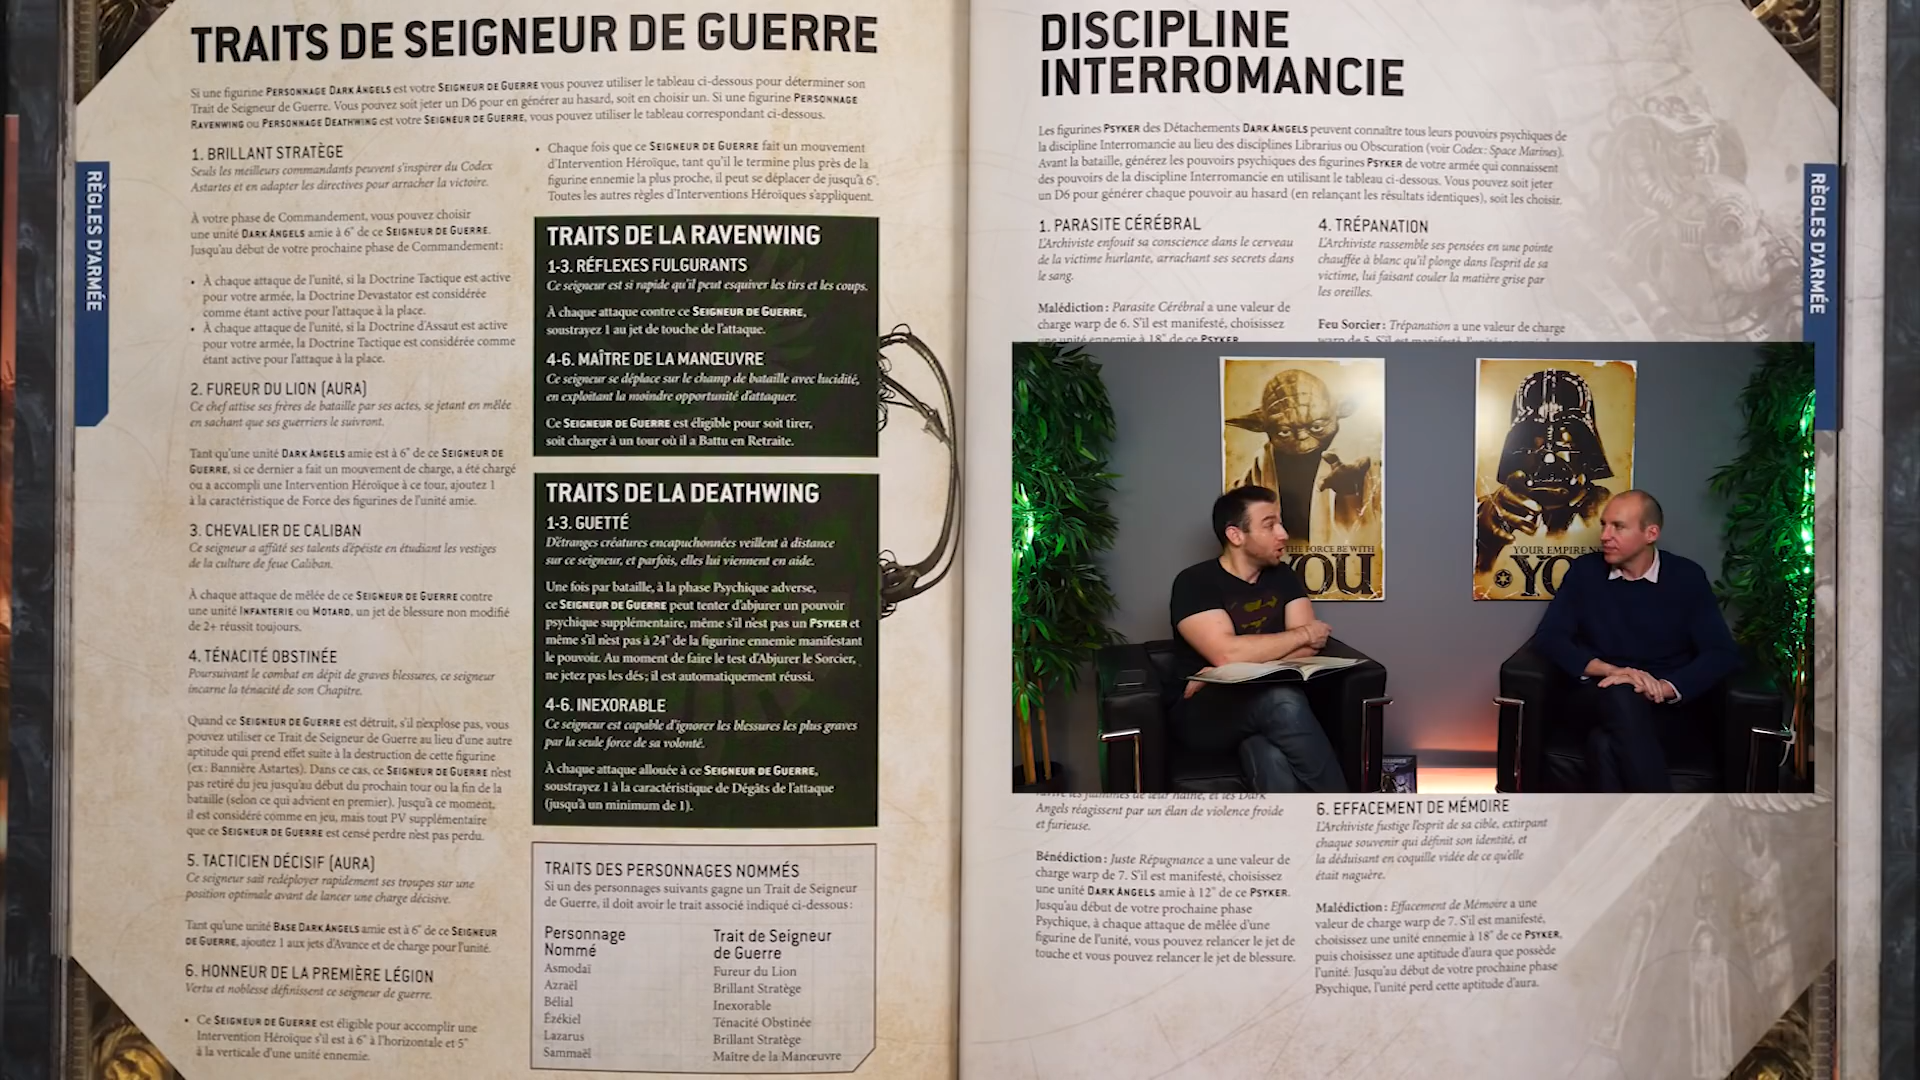 TRAITS DE SEIGNEUR DE GUERRE
Si une figurine PERSONNAGE DARK ANGELS est votre SEIGNEUR DE GUERRE vous pouvez utiliser le tableau ci-dessous pour déterminer son
Trait de Seigneur de Guerre. Vous pouvez soit jeter un D6 pour en générer au hasard, soit en choisir un. Si une figurine PERSONNAGE
RAVENWING ou PERSONNAGE DEATHWING est votre SEIGNEUR DE GUERRE, vous pouvez utiliser le tableau correspondant ci-dessous.
RÈGLES D'ARMÉE
1. BRILLANT STRATÈGE
Seuls les meilleurs commandants peuvent s'inspirer du Codex
Astartes et en adapter les directives pour arracher la victoire.
À votre phase de Commandement, vous pouvez choisir
une unité DARK ANGELS amie à 6" de ce SEIGNEUR DE GUERRE.
Jusqu'au début de votre prochaine phase de Commandement :
• À chaque attaque de l'unité, si la Doctrine Tactique est active
pour votre armée, la Doctrine Devastator est considérée
comme étant active pour l'attaque à la place.
• À chaque attaque de l'unité, si la Doctrine d'Assaut est active
pour votre armée, la Doctrine Tactique est considérée comme
étant active pour l'attaque à la place.
2. FUREUR DU LION (AURA)
Ce chef attise ses frères de bataille par ses actes, se jetant en mêlée
en sachant que ses guerriers le suivront.
Tant qu'une unité DARK ANGELS amie est à 6" de ce SEIGNEUR DE
GUERRE, si ce dernier a fait un mouvement de charge, a été chargé
ou a accompli une Intervention Héroïque à ce tour, ajoutez 1
à la caractéristique de Force des figurines de l'unité amie.
3. CHEVALIER DE CALIBAN
Ce seigneur a affûté ses talents d'épéiste en étudiant les vestiges
de la culture de feue Caliban.
À chaque attaque de mêlée de ce SEIGNEUR DE GUERRE contre
une unité INFANTERIE ou MOTARD, un jet de blessure non modifié
de 2+ réussit toujours.
4. TÉNACITÉ OBSTINÉE
Poursuivant le combat en dépit de graves blessures, ce seigneur
incarne la ténacité de son Chapitre.
Quand ce SEIGNEUR DE GUERRE est détruit, s'il n'explose pas, vous
pouvez utiliser ce Trait de Seigneur de Guerre au lieu d'une autre
aptitude qui prend effet suite à la destruction de cette figurine
(ex : Bannière Astartes). Dans ce cas, ce SEIGNEUR DE GUERRE n'est
pas retiré du jeu jusqu'au début du prochain tour ou la fin de la
bataille (selon ce qui advient en premier). Jusqu'à ce moment,
il est considéré comme en jeu, mais tout PV supplémentaire
que ce SEIGNEUR DE GUERRE est censé perdre n'est pas perdu.
5. TACTICIEN DÉCISIF (AURA)
Ce seigneur sait redéployer rapidement ses troupes sur une
position optimale avant de lancer une charge décisive.
Tant qu'une unité BASE DARK ANGELS amie est à 6" de ce SEIGNEUR
DE GUERRE, ajoutez 1 aux jets d'Avance et de charge pour l'unité.
6. HONNEUR DE LA PREMIÈRE LÉGION
Vertu et noblesse définissent ce seigneur de guerre.
• Ce SEIGNEUR DE GUERRE est éligible pour accomplir une
Intervention Héroïque s'il est à 6" à l'horizontale et 5"
à la verticale d'une unité ennemie.
• Chaque fois que ce SEIGNEUR DE GUERRE fait un mouvement
d'Intervention Héroïque, tant qu'il le termine plus près de la
figurine ennemie la plus proche, il peut se déplacer de jusqu'à 6".
Toutes les autres règles d'Interventions Héroïques s'appliquent.
TRAITS DE LA RAVENWING
1-3. RÉFLEXES FULGURANTS
Ce seigneur est si rapide qu'il peut esquiver les tirs et les coups.
À chaque attaque contre ce SEIGNEUR DE GUERRE,
soustrayez 1 au jet de touche de l'attaque.
4-6. MAÎTRE DE LA MANŒUVRE
Ce seigneur se déplace sur le champ de bataille avec lucidité,
en exploitant la moindre opportunité d'attaquer.
Ce SEIGNEUR DE GUERRE est éligible pour soit tirer,
soit charger à un tour où il a Battu en Retraite.
TRAITS DE LA DEATHWING
1-3. GUETTÉ
D'étranges créatures encapuchonnées veillent à distance
sur ce seigneur, et parfois, elles lui viennent en aide.
Une fois par bataille, à la phase Psychique adverse,
ce SEIGNEUR DE GUERRE peut tenter d'abjurer un pouvoir
psychique supplémentaire, même s'il n'est pas un PSYKER et
même s'il n'est pas à 24" de la figurine ennemie manifestant
le pouvoir. Au moment de faire le test d'Abjurer le Sorcier,
ne jetez pas les dés ; il est automatiquement réussi.
4-6. INEXORABLE
Ce seigneur est capable d'ignorer les blessures les plus graves
par la seule force de sa volonté.
À chaque attaque allouée à ce SEIGNEUR DE GUERRE,
soustrayez 1 à la caractéristique de Dégâts de l'attaque
(jusqu'à un minimum de 1).
TRAITS DES PERSONNAGES NOMMÉS
Si un des personnages suivants gagne un Trait de Seigneur
de Guerre, il doit avoir le trait associé indiqué ci-dessous :
Personnage Nommé Trait de Seigneur de Guerre
Asmodaï Fureur du Lion
Azraël Brillant Stratège
Bélial Inexorable
Ézékiel Ténacité Obstinée
Lazarus Brillant Stratège
Sammaël Maître de la Manœuvre
DISCIPLINE
INTERROMANCIE
Les figurines PSYKER des Détachements DARK ANGELS peuvent connaître tous leurs pouvoirs psychiques de
la discipline Interromancie au lieu des disciplines Librarius ou Obscuration (voir Codex: Space Marines).
Avant la bataille, générez les pouvoirs psychiques des figurines PSYKER de votre armée qui connaissent
des pouvoirs de la discipline Interromancie en utilisant le tableau ci-dessous. Vous pouvez soit jeter
un D6 pour générer chaque pouvoir au hasard (en relançant les résultats identiques), soit les choisir.
RÈGLES D'ARMÉE
1. PARASITE CÉRÉBRAL
L'Archiviste enfouit sa conscience dans le cerveau
de la victime hurlante, arrachant ses secrets dans
le sang.
Malédiction : Parasite Cérébral a une valeur de
charge warp de 6. S'il est manifesté, choisissez
une unité ennemie à 18" de ce PSYKER
4. TRÉPANATION
L'Archiviste rassemble ses pensées en une pointe
chauffée à blanc qu'il plonge dans l'esprit de sa
victime, lui faisant couler la matière grise par
les oreilles.
Feu Sorcier : Trépanation a une valeur de charge
warp de 5. S'il est manifesté, l'unité
THE FORCE BE WITH
YOU
YOUR EMPIRE
YO
les flammes de leur haine, et les Dark
Angels réagissent par un élan de violence froide
et furieuse.
Bénédiction : Juste Répugnance a une valeur de
charge warp de 7. S'il est manifesté, choisissez
une unité DARK ANGELS amie à 12" de ce PSYKER.
Jusqu'au début de votre prochaine phase
Psychique, à chaque attaque de mêlée d'une
figurine de l'unité, vous pouvez relancer le jet de
touche et vous pouvez relancer le jet de blessure.
6. EFFACEMENT DE MÉMOIRE
L'Archiviste fustige l'esprit de sa cible, extirpant
chaque souvenir qui définit son identité, et
la déduisant en coquille vidée de ce qu'elle
était naguère.
Malédiction : Effacement de Mémoire a une
valeur de charge warp de 7. S'il est manifesté,
choisissez une unité ennemie à 18" de ce PSYKER,
puis choisissez une aptitude d'aura que possède
l'unité. Jusqu'au début de votre prochaine phase
Psychique, l'unité perd cette aptitude d'aura.